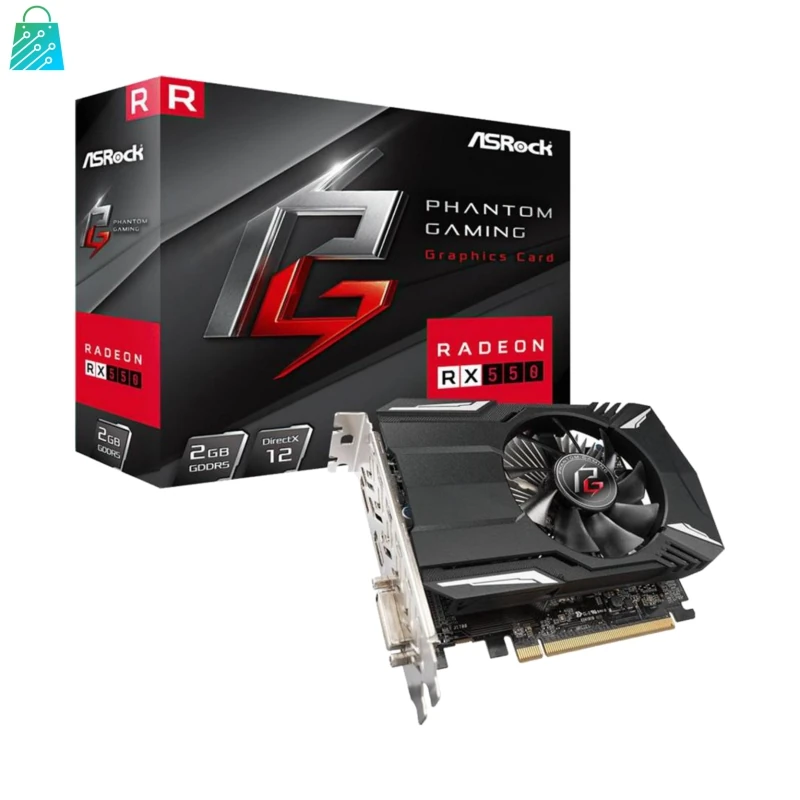 R
R
ASRock
PHANTOM
GAMING
RADEON
RX 550
2GB
GDDR5
ASRock
PHANTOM
GAMING
Graphics Card
RADEON
RX 550
2GB
GDDR5
DirectX
12